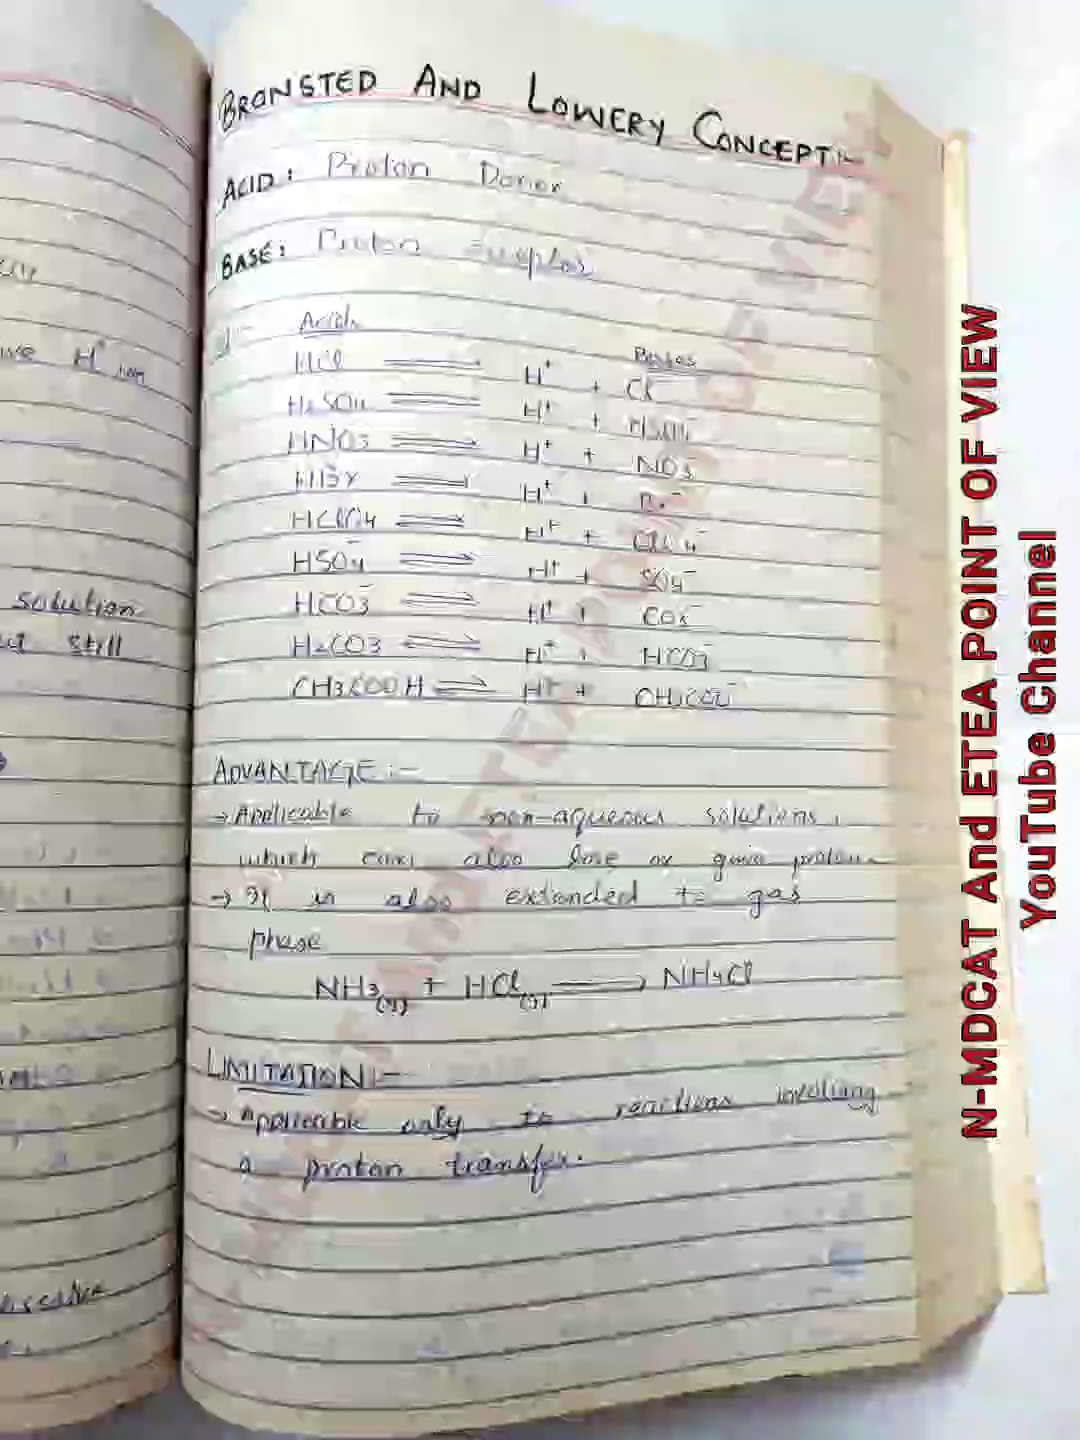 BRONSTED AND LOWERY CONCEPT:-
ACID: Proton Donor
BASE: Proton Acceptor
Acids
Bases
HCl ⇌ H⁺ + Cl⁻
H₂SO₄ ⇌ H⁺ + HSO₄⁻
HNO₃ ⇌ H⁺ + NO₃⁻
HBr ⇌ H⁺ + Br⁻
HClO₄ ⇌ H⁺ + ClO₄⁻
HSO₄⁻ ⇌ H⁺ + SO₄⁻
HCO₃⁻ ⇌ H⁺ + CO₃⁻
H₂CO₃ ⇌ H⁺ + HCO₃⁻
CH₃COOH ⇌ H⁺ + CH₃COO⁻
ADVANTAGE:-
→ Applicable to non-aqueous solutions,
which can also lose or gain proton
→ It is also extended to gas
phase
NH₃(g) + HCl(g) → NH₄Cl
LIMITATION:-
→ Applicable only to reactions involving
a proton transfer.
H⁺ ion
solution
still
N-MDCAT And ETEA POINT OF VIEW
YouTube Channel